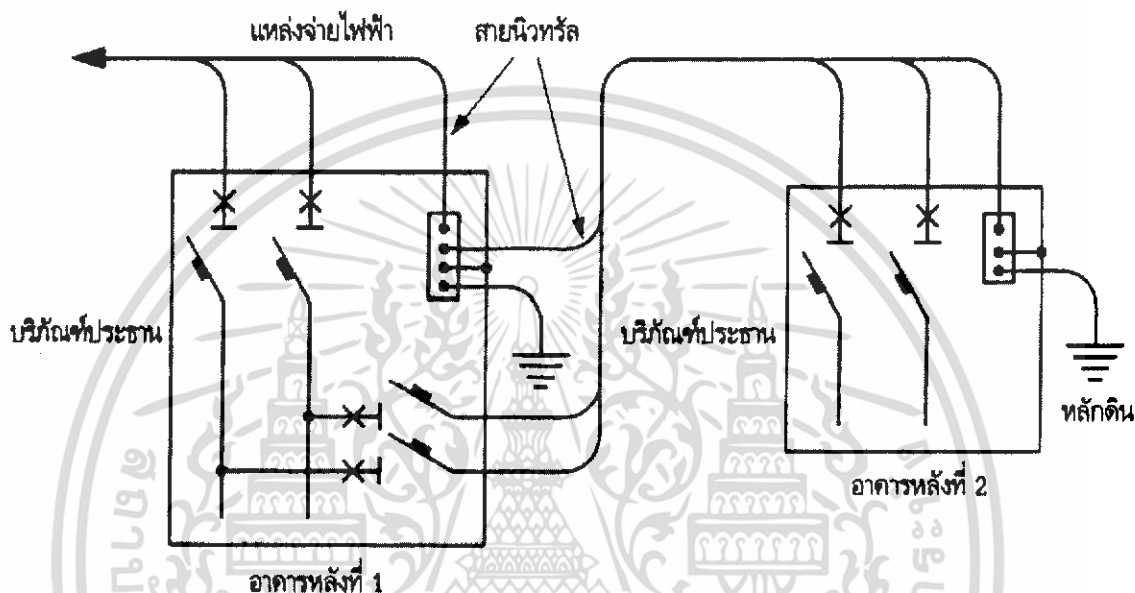 แหล่งจ่ายไฟฟ้า
สายนิวทรัล
บริภัณฑ์ประธาน
บริภัณฑ์ประธาน
หลักดิน
อาคารหลังที่ 2
อาคารหลังที่ 1